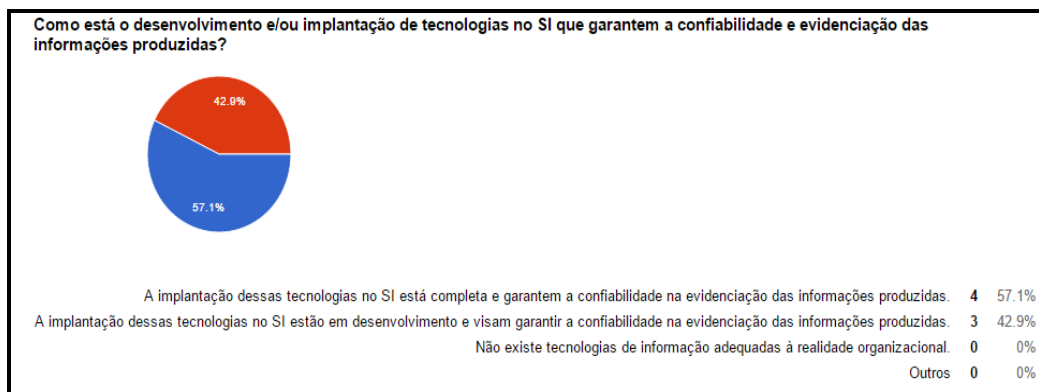 Como está o desenvolvimento e/ou implantação de tecnologias no SI que garantem a confiabilidade e evidenciação das
informações produzidas?
42.9%
57.1%
A implantação dessas tecnologias no SI está completa e garantem a confiabilidade na evidenciação das informações produzidas. 4 57.1%
A implantação dessas tecnologias no SI estão em desenvolvimento e visam garantir a confiabilidade na evidenciação das informações produzidas. 3 42.9%
Não existe tecnologias de informação adequadas à realidade organizacional. 0 0%
Outros 0 0%